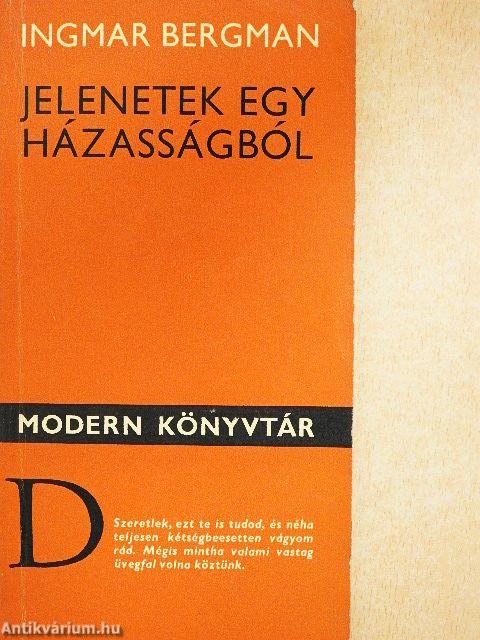 INGMAR BERGMAN
JELENETEK EGY
HÁZASSÁGBÓL
MODERN KÖNYVTÁR
D
Szeretlek, ezt te is tudod, és néha
teljesen kétségbeesetten vágyom
rád. Mégis mintha valami vastag
üvegfal volna köztünk.
Antikvárium.hu